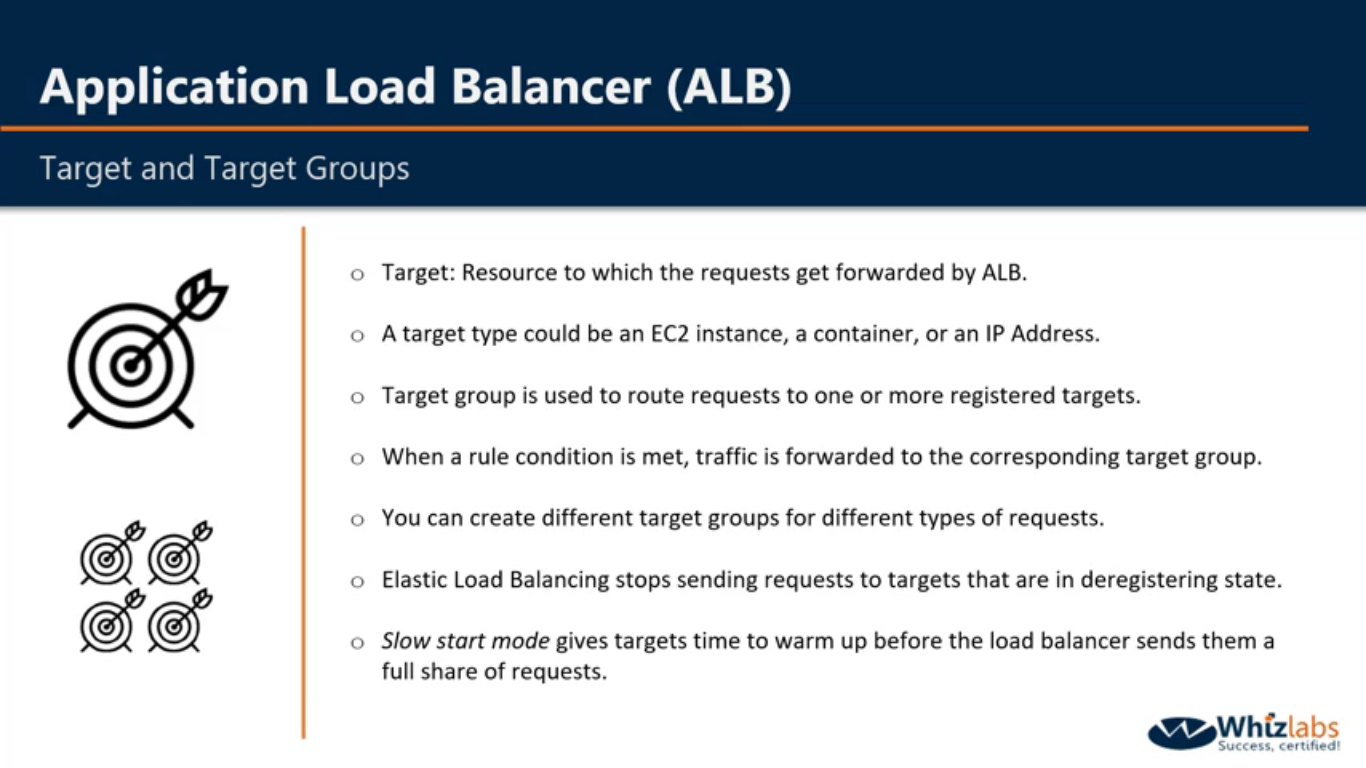 Application Load Balancer (ALB)
Target and Target Groups
o Target: Resource to which the requests get forwarded by ALB.
o A target type could be an EC2 instance, a container, or an IP Address.
o Target group is used to route requests to one or more registered targets.
o When a rule condition is met, traffic is forwarded to the corresponding target group.
o You can create different target groups for different types of requests.
o Elastic Load Balancing stops sending requests to targets that are in deregistering state.
o Slow start mode gives targets time to warm up before the load balancer sends them a
full share of requests.
Whizlabs
Success, certified!